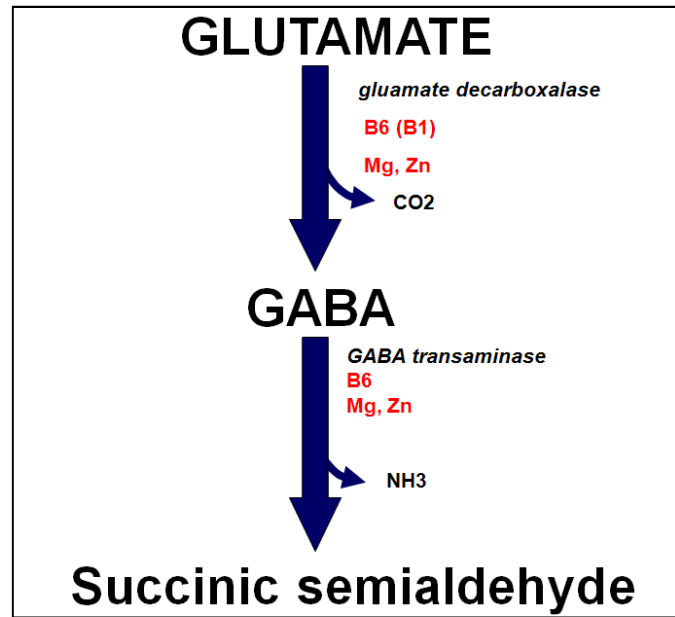 GLUTAMATE
gluamate decarboxalase
B6 (B1)
Mg, Zn
CO2
GABA
GABA transaminase
B6
Mg, Zn
NH3
Succinic semialdehyde